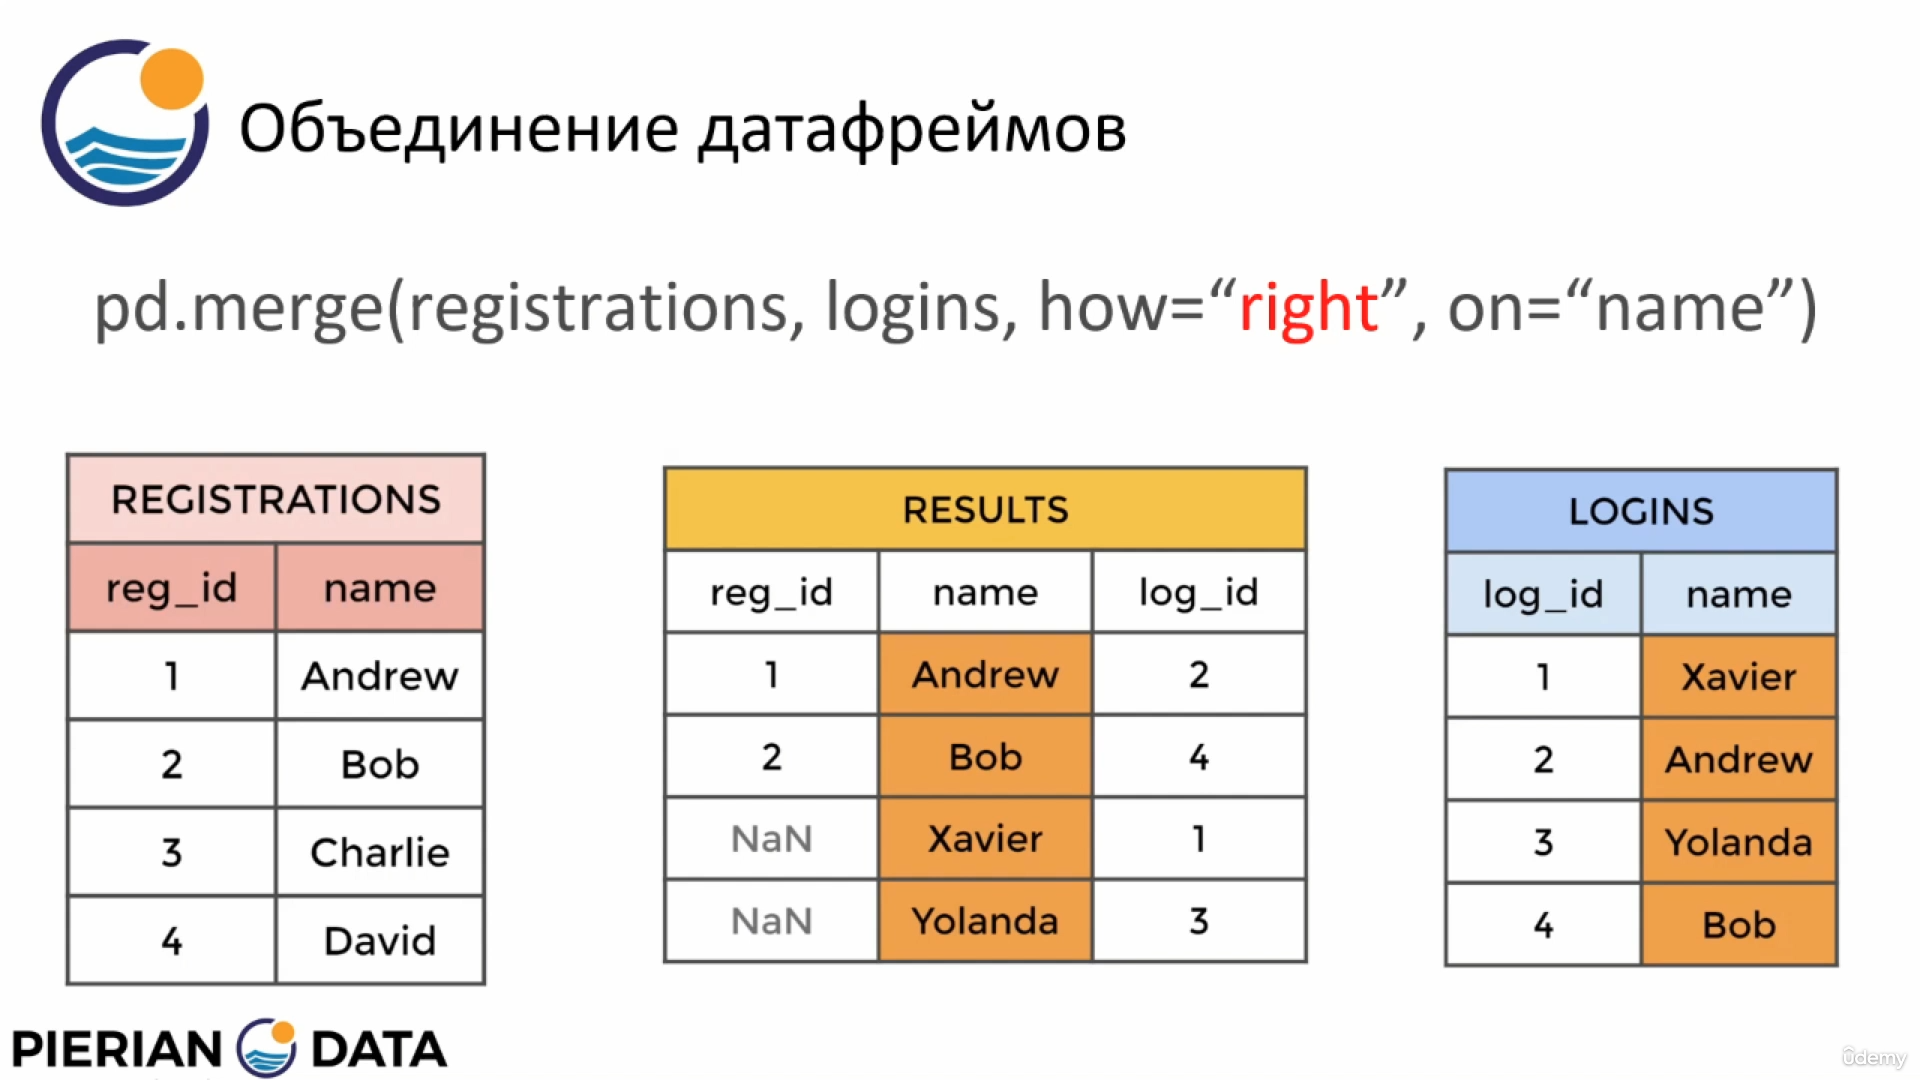 Объединение датафреймов
pd.merge(registrations, logins, how=“right”, on=“name”)
REGISTRATIONS
reg_id name
1 Andrew
2 Bob
3 Charlie
4 David
RESULTS
reg_id name log_id
1 Andrew 2
2 Bob 4
NaN Xavier 1
NaN Yolanda 3
LOGINS
log_id name
1 Xavier
2 Andrew
3 Yolanda
4 Bob
PIERIAN DATA
ûdemy